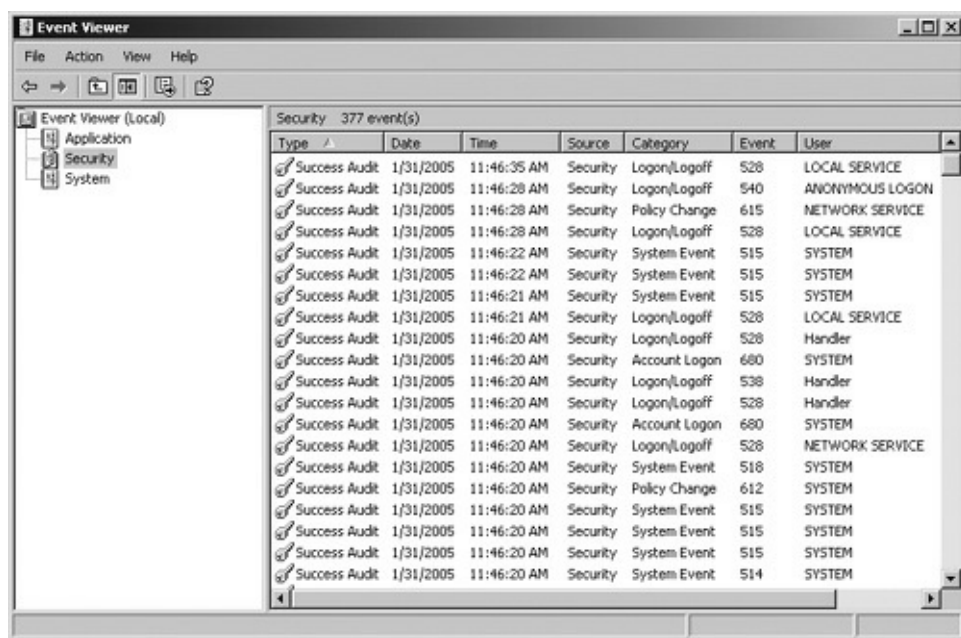 Event Viewer
File Action View Help
Event Viewer (Local)
Application
Security
System
Security 377 event(s)
Type Date Time Source Category Event User
Success Audit 1/31/2005 11:46:35 AM Security Logon/Logoff 528 LOCAL SERVICE
Success Audit 1/31/2005 11:46:28 AM Security Logon/Logoff 540 ANONYMOUS LOGON
Success Audit 1/31/2005 11:46:28 AM Security Policy Change 615 NETWORK SERVICE
Success Audit 1/31/2005 11:46:28 AM Security Logon/Logoff 528 LOCAL SERVICE
Success Audit 1/31/2005 11:46:22 AM Security System Event 515 SYSTEM
Success Audit 1/31/2005 11:46:22 AM Security System Event 515 SYSTEM
Success Audit 1/31/2005 11:46:21 AM Security System Event 515 SYSTEM
Success Audit 1/31/2005 11:46:21 AM Security Logon/Logoff 528 LOCAL SERVICE
Success Audit 1/31/2005 11:46:20 AM Security Logon/Logoff 528 Handler
Success Audit 1/31/2005 11:46:20 AM Security Account Logon 680 SYSTEM
Success Audit 1/31/2005 11:46:20 AM Security Logon/Logoff 538 Handler
Success Audit 1/31/2005 11:46:20 AM Security Logon/Logoff 528 Handler
Success Audit 1/31/2005 11:46:20 AM Security Account Logon 680 SYSTEM
Success Audit 1/31/2005 11:46:20 AM Security Logon/Logoff 528 NETWORK SERVICE
Success Audit 1/31/2005 11:46:20 AM Security System Event 518 SYSTEM
Success Audit 1/31/2005 11:46:20 AM Security Policy Change 612 SYSTEM
Success Audit 1/31/2005 11:46:20 AM Security System Event 515 SYSTEM
Success Audit 1/31/2005 11:46:20 AM Security System Event 515 SYSTEM
Success Audit 1/31/2005 11:46:20 AM Security System Event 515 SYSTEM
Success Audit 1/31/2005 11:46:20 AM Security System Event 514 SYSTEM